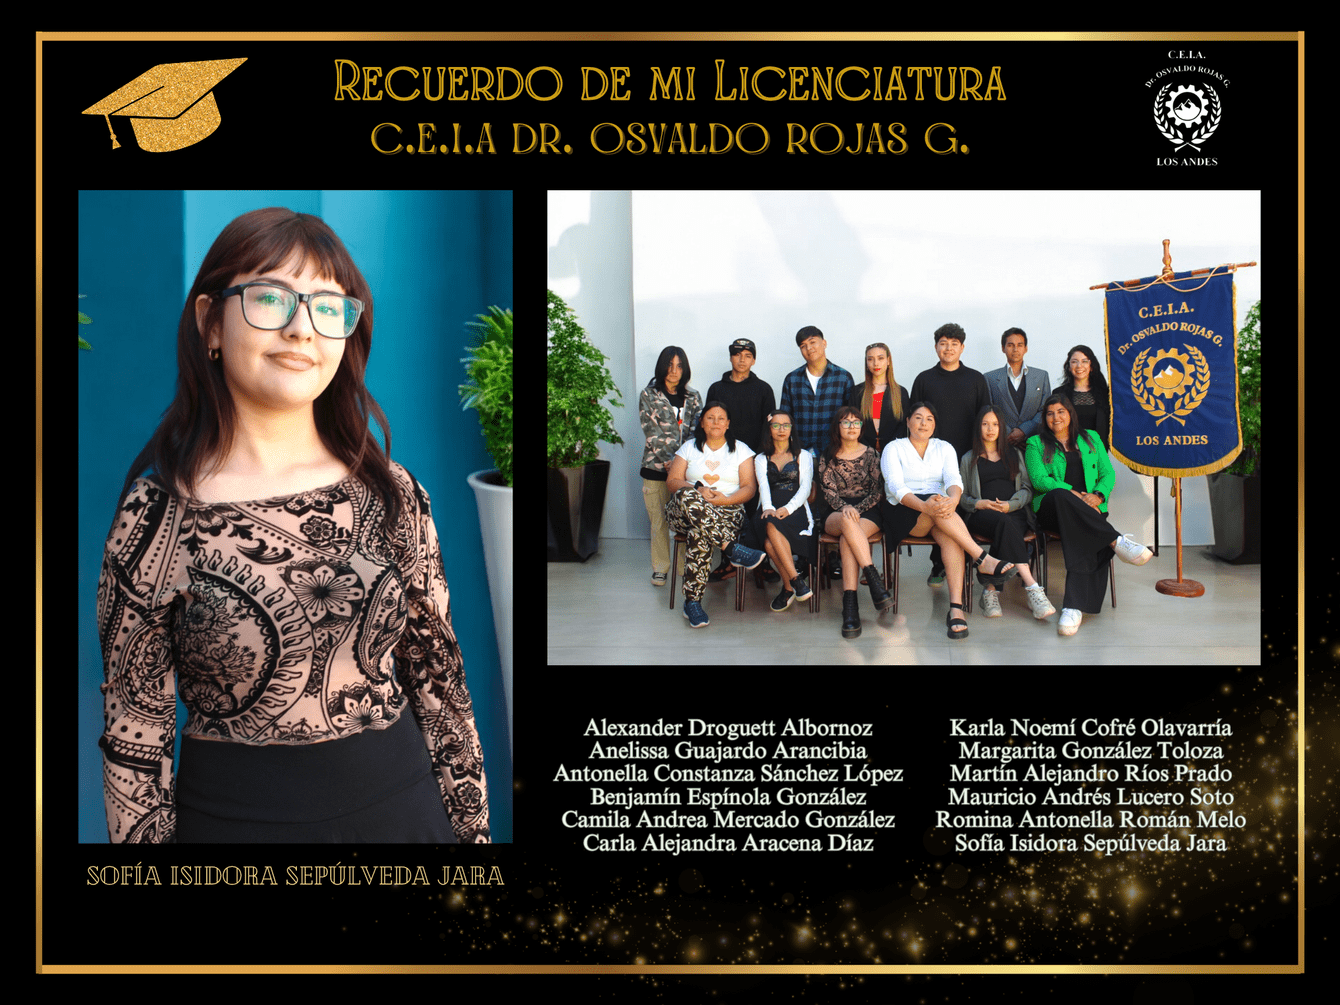 RECUERDO DE MI LICENCIATURA
C.E.I.A DR. OSVALDO ROJAS G.
C.E.I.A.
Dr. OSVALDO ROJAS G.
LOS ANDES
C.E.I.A.
Dr. OSVALDO ROJAS G.
LOS ANDES
SOFÍA ISIDORA SEPÚLVEDA JARA
Alexander Droguett Albornoz
Anelissa Guajardo Arancibia
Antonella Constanza Sánchez López
Benjamín Espínola González
Camila Andrea Mercado González
Carla Alejandra Aracena Díaz
Karla Noemí Cofré Olavarría
Margarita González Toloza
Martín Alejandro Ríos Prado
Mauricio Andrés Lucero Soto
Romina Antonella Román Melo
Sofía Isidora Sepúlveda Jara